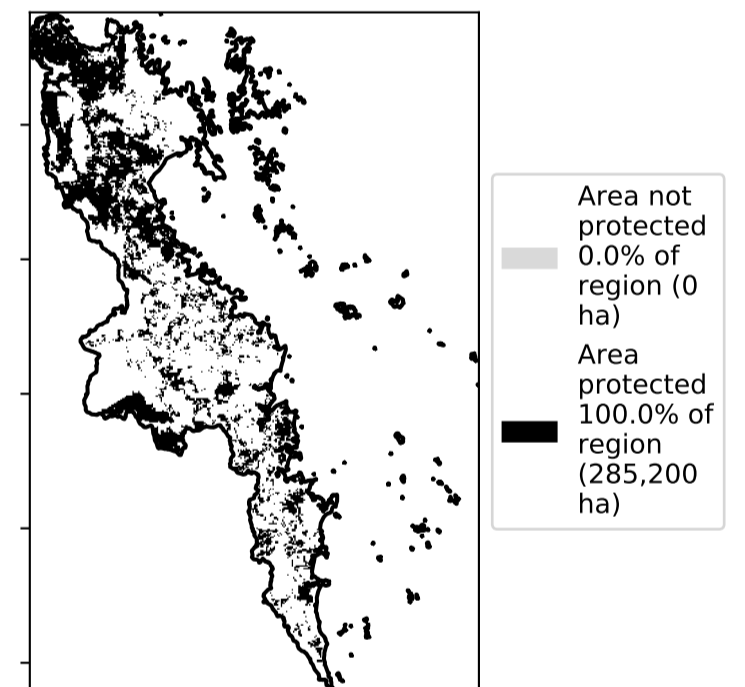 Area not
protected
0.0% of
region (0
ha)
Area
protected
100.0% of
region
(285,200
ha)